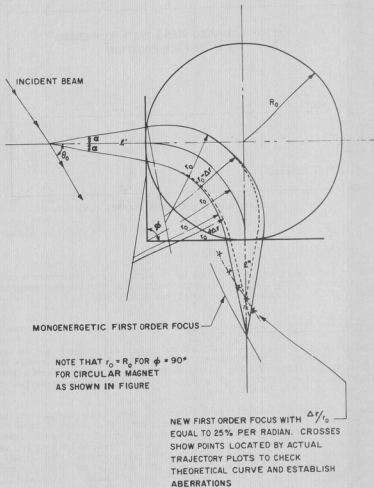 INCIDENT BEAM
R₀
α
α
l'
θ₀
r₀
r₀-Δr
r₀
r₀
r₀
Δr
ϕ
l"
MONOENERGETIC FIRST ORDER FOCUS
NOTE THAT r₀ = R₀ FOR ϕ = 90°
FOR CIRCULAR MAGNET
AS SHOWN IN FIGURE
NEW FIRST ORDER FOCUS WITH Δr/r₀
EQUAL TO 25% PER RADIAN. CROSSES
SHOW POINTS LOCATED BY ACTUAL
TRAJECTORY PLOTS TO CHECK
THEORETICAL CURVE AND ESTABLISH
ABERRATIONS